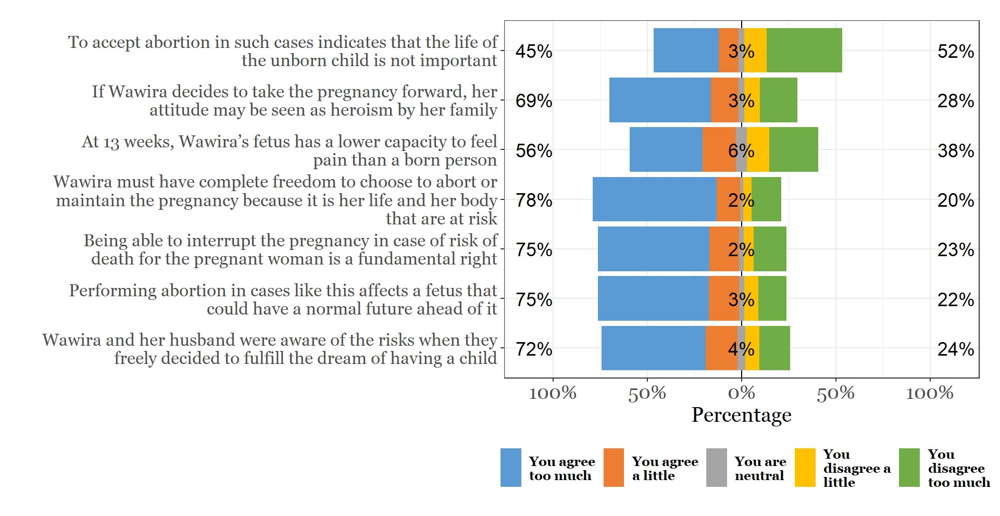 To accept abortion in such cases indicates that the life of
the unborn child is not important
45%
3%
52%
If Wawira decides to take the pregnancy forward, her
attitude may be seen as heroism by her family
69%
3%
28%
At 13 weeks, Wawira’s fetus has a lower capacity to feel
pain than a born person
56%
6%
38%
Wawira must have complete freedom to choose to abort or
maintain the pregnancy because it is her life and her body
that are at risk
78%
2%
20%
Being able to interrupt the pregnancy in case of risk of
death for the pregnant woman is a fundamental right
75%
2%
23%
Performing abortion in cases like this affects a fetus that
could have a normal future ahead of it
75%
3%
22%
Wawira and her husband were aware of the risks when they
freely decided to fulfill the dream of having a child
72%
4%
24%
100% 50% 0% 50% 100%
Percentage
You agree
too much
You agree
a little
You are
neutral
You
disagree a
little
You
disagree
too much